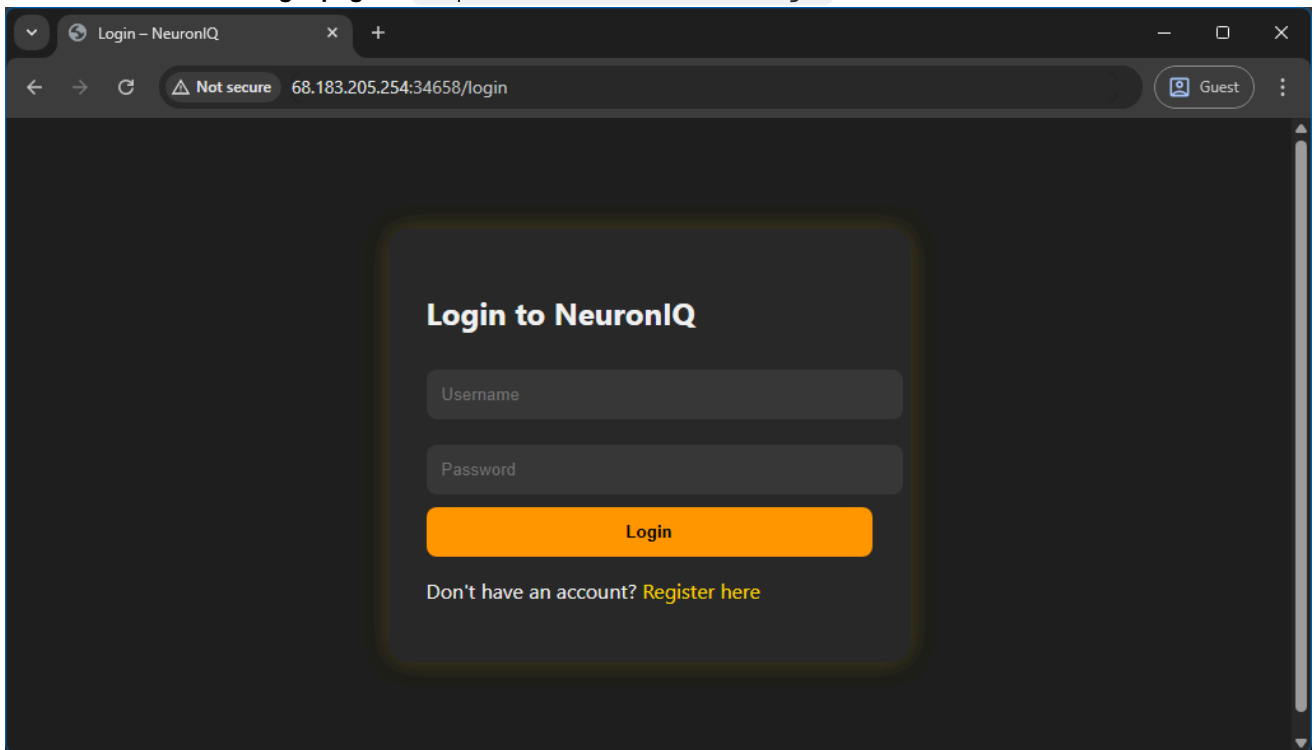 Login – NeuronIQ
Not secure 68.183.205.254:34658/login
Guest
Login to NeuronIQ
Username
Password
Login
Don't have an account? Register here